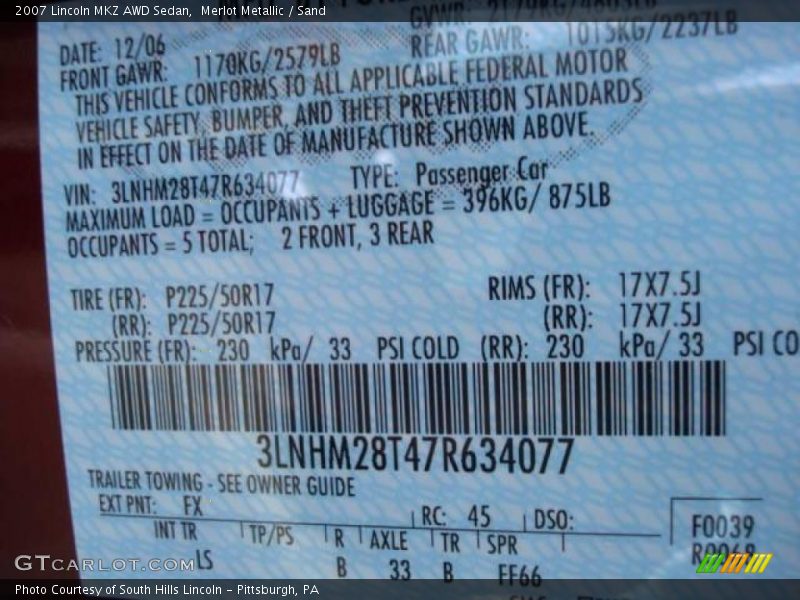 2007 Lincoln MKZ AWD Sedan, Merlot Metallic / Sand
GVWR: 2179KG/4803LB
DATE: 12/06 REAR GAWR: 1015KG/2237LB
FRONT GAWR: 1170KG/2579LB
THIS VEHICLE CONFORMS TO ALL APPLICABLE FEDERAL MOTOR
VEHICLE SAFETY, BUMPER, AND THEFT PREVENTION STANDARDS
IN EFFECT ON THE DATE OF MANUFACTURE SHOWN ABOVE.
VIN: 3LNHM28T47R634077 TYPE: Passenger Car
MAXIMUM LOAD = OCCUPANTS + LUGGAGE = 396KG/ 875LB
OCCUPANTS = 5 TOTAL; 2 FRONT, 3 REAR
TIRE (FR): P225/50R17 RIMS (FR): 17X7.5J
(RR): P225/50R17 (RR): 17X7.5J
PRESSURE (FR): 230 kPa/ 33 PSI COLD (RR): 230 kPa/ 33 PSI CO
3LNHM28T47R634077
TRAILER TOWING - SEE OWNER GUIDE
EXT PNT: FX RC: 45 DSO: F0039
INT TR TP/PS R AXLE TR SPR
LS B 33 B FF66
GTCARLOT.COM
Photo Courtesy of South Hills Lincoln - Pittsburgh, PA